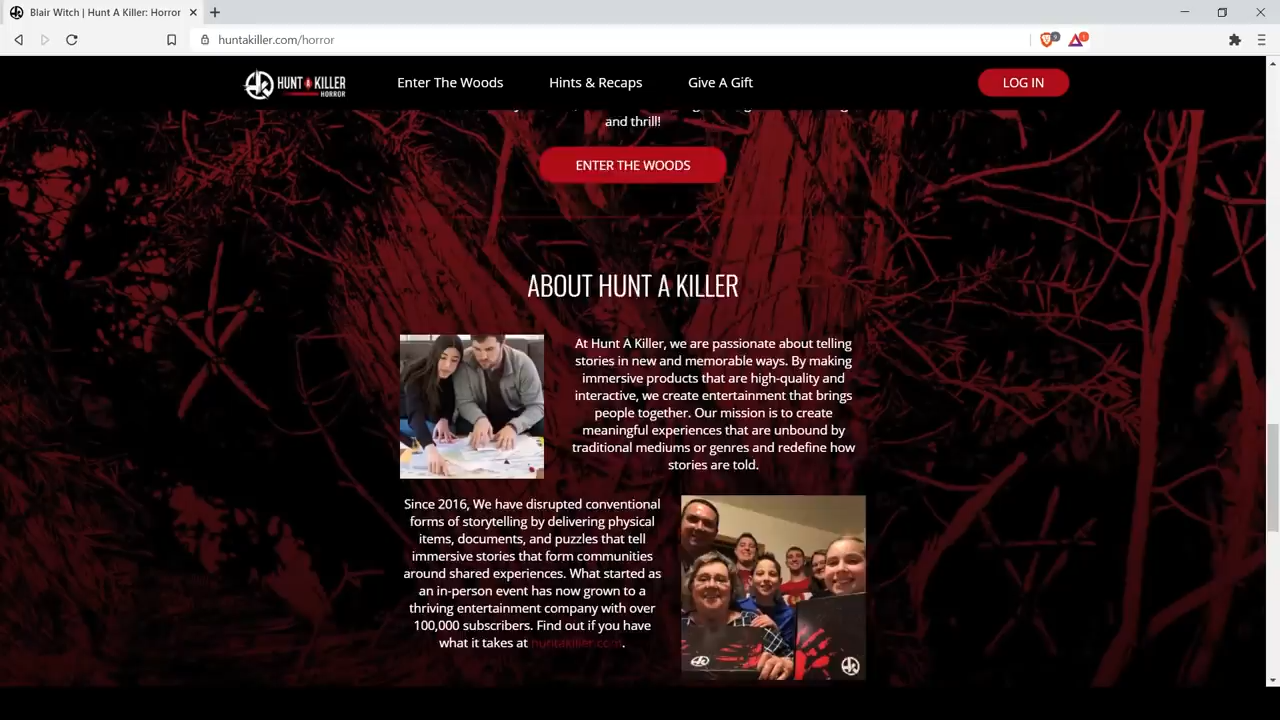 Blair Witch | Hunt A Killer: Horror
huntakiller.com/horror
9
1
HUNT A KILLER
HORROR
Enter The Woods
Hints & Recaps
Give A Gift
LOG IN
and thrill!
ENTER THE WOODS
ABOUT HUNT A KILLER
At Hunt A Killer, we are passionate about telling
stories in new and memorable ways. By making
immersive products that are high-quality and
interactive, we create entertainment that brings
people together. Our mission is to create
meaningful experiences that are unbound by
traditional mediums or genres and redefine how
stories are told.
Since 2016, We have disrupted conventional
forms of storytelling by delivering physical
items, documents, and puzzles that tell
immersive stories that form communities
around shared experiences. What started as
an in-person event has now grown to a
thriving entertainment company with over
100,000 subscribers. Find out if you have
what it takes at huntakiller.com.